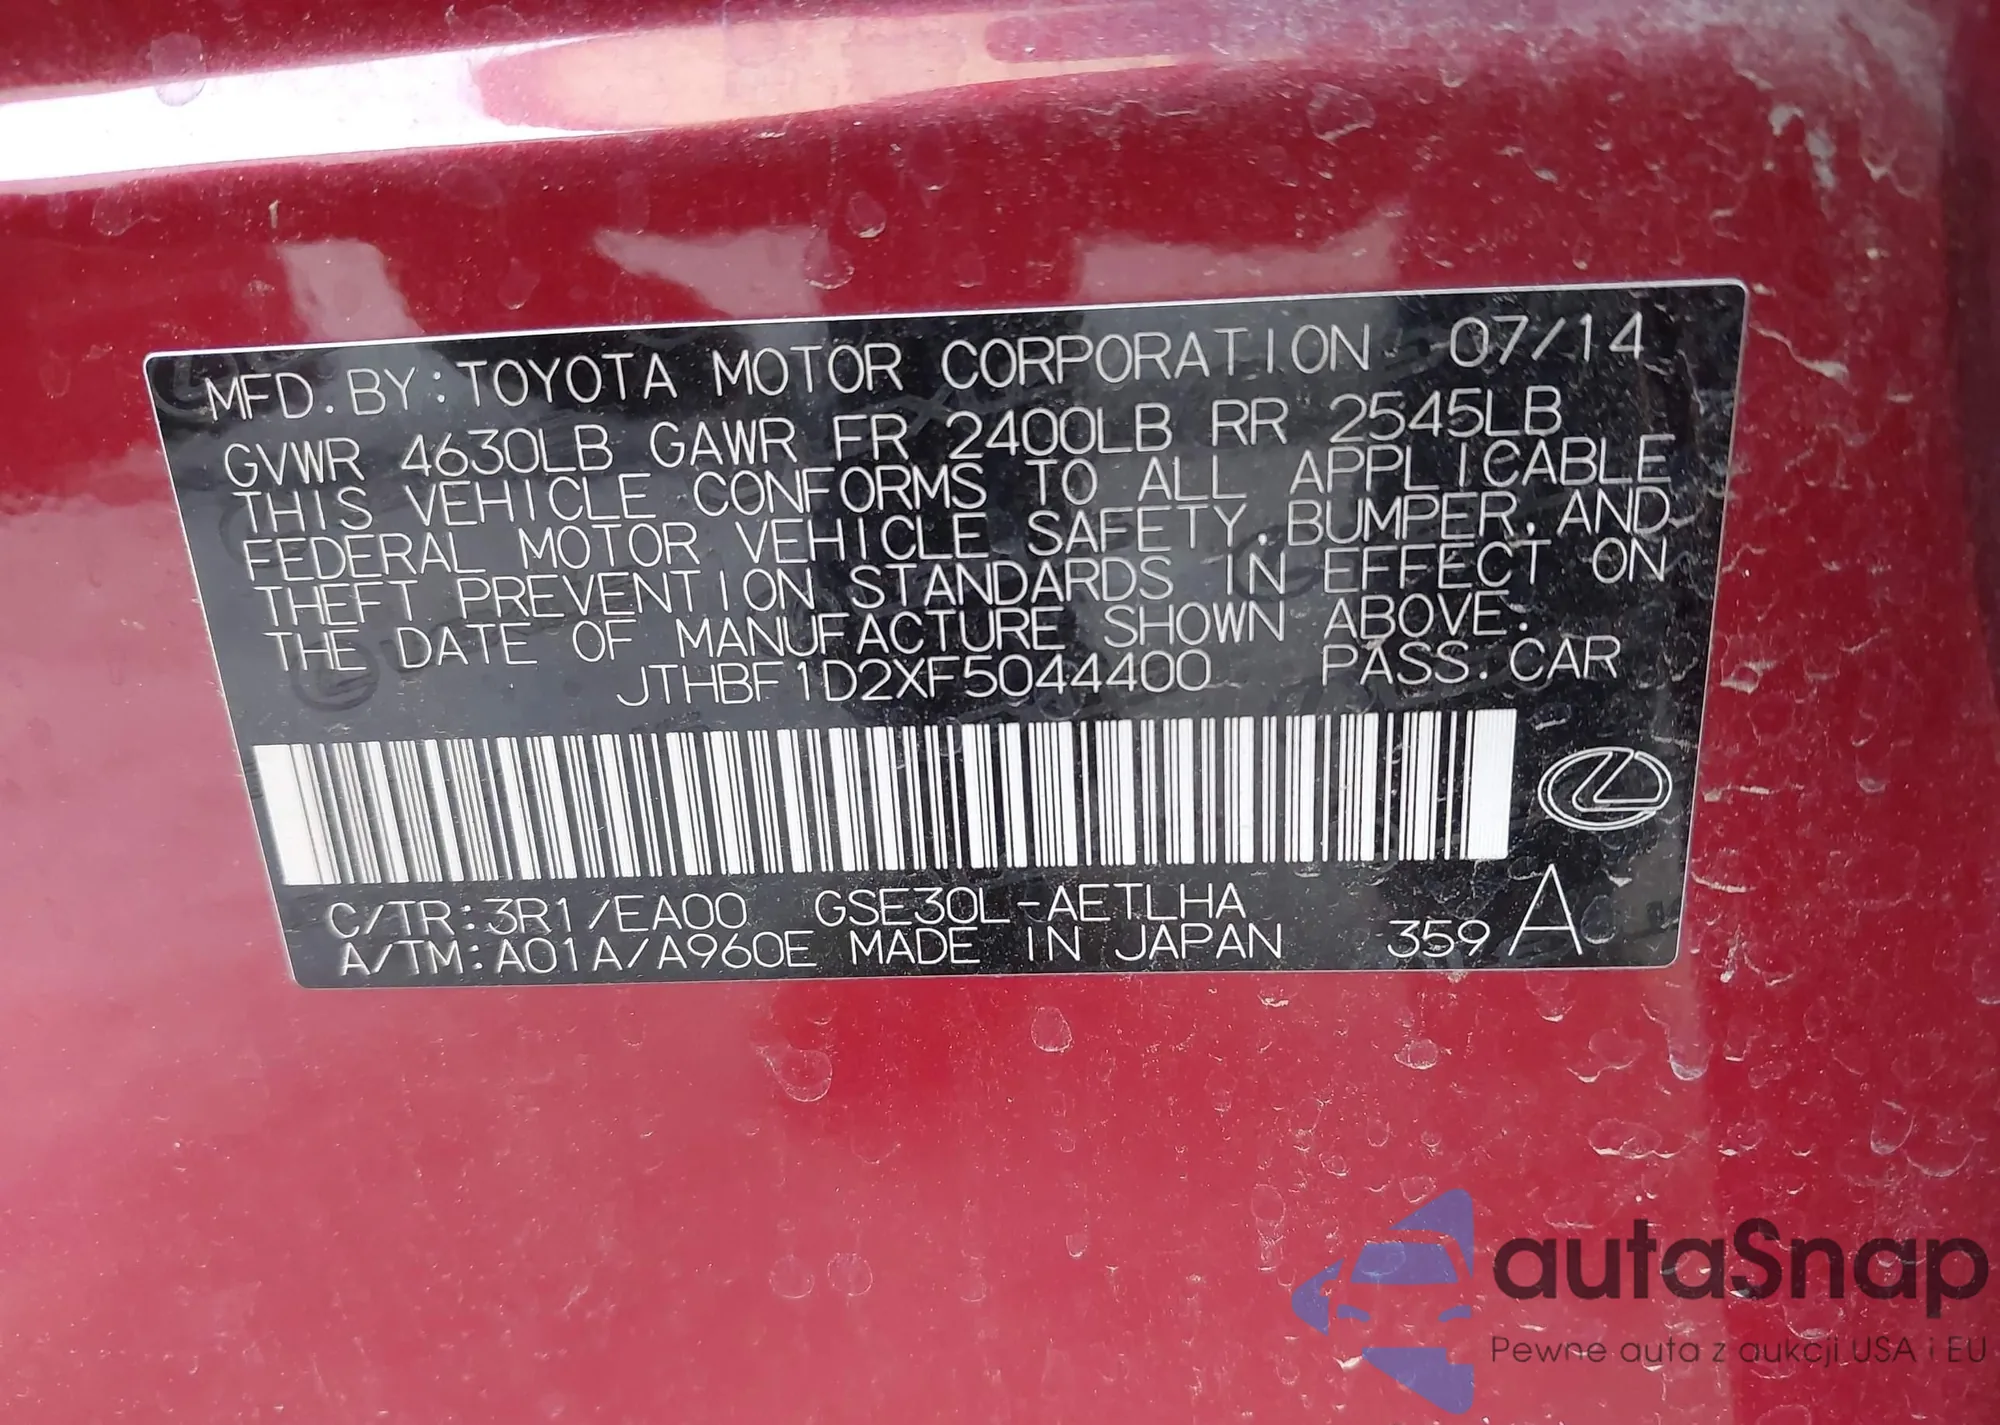 MFD. BY: TOYOTA MOTOR CORPORATION 07/14
GVWR 4630LB GAWR FR 2400LB RR 2545LB
THIS VEHICLE CONFORMS TO ALL APPLICABLE
FEDERAL MOTOR VEHICLE SAFETY, BUMPER, AND
THEFT PREVENTION STANDARDS IN EFFECT ON
THE DATE OF MANUFACTURE SHOWN ABOVE.
JTHBF1D2XF5044400 PASS. CAR
C/TR:3R1/EA00 GSE30L-AETLHA
A/TM:A01A/A960E MADE IN JAPAN 359 A
autaSnap
Pewne auta z aukcji USA i EU